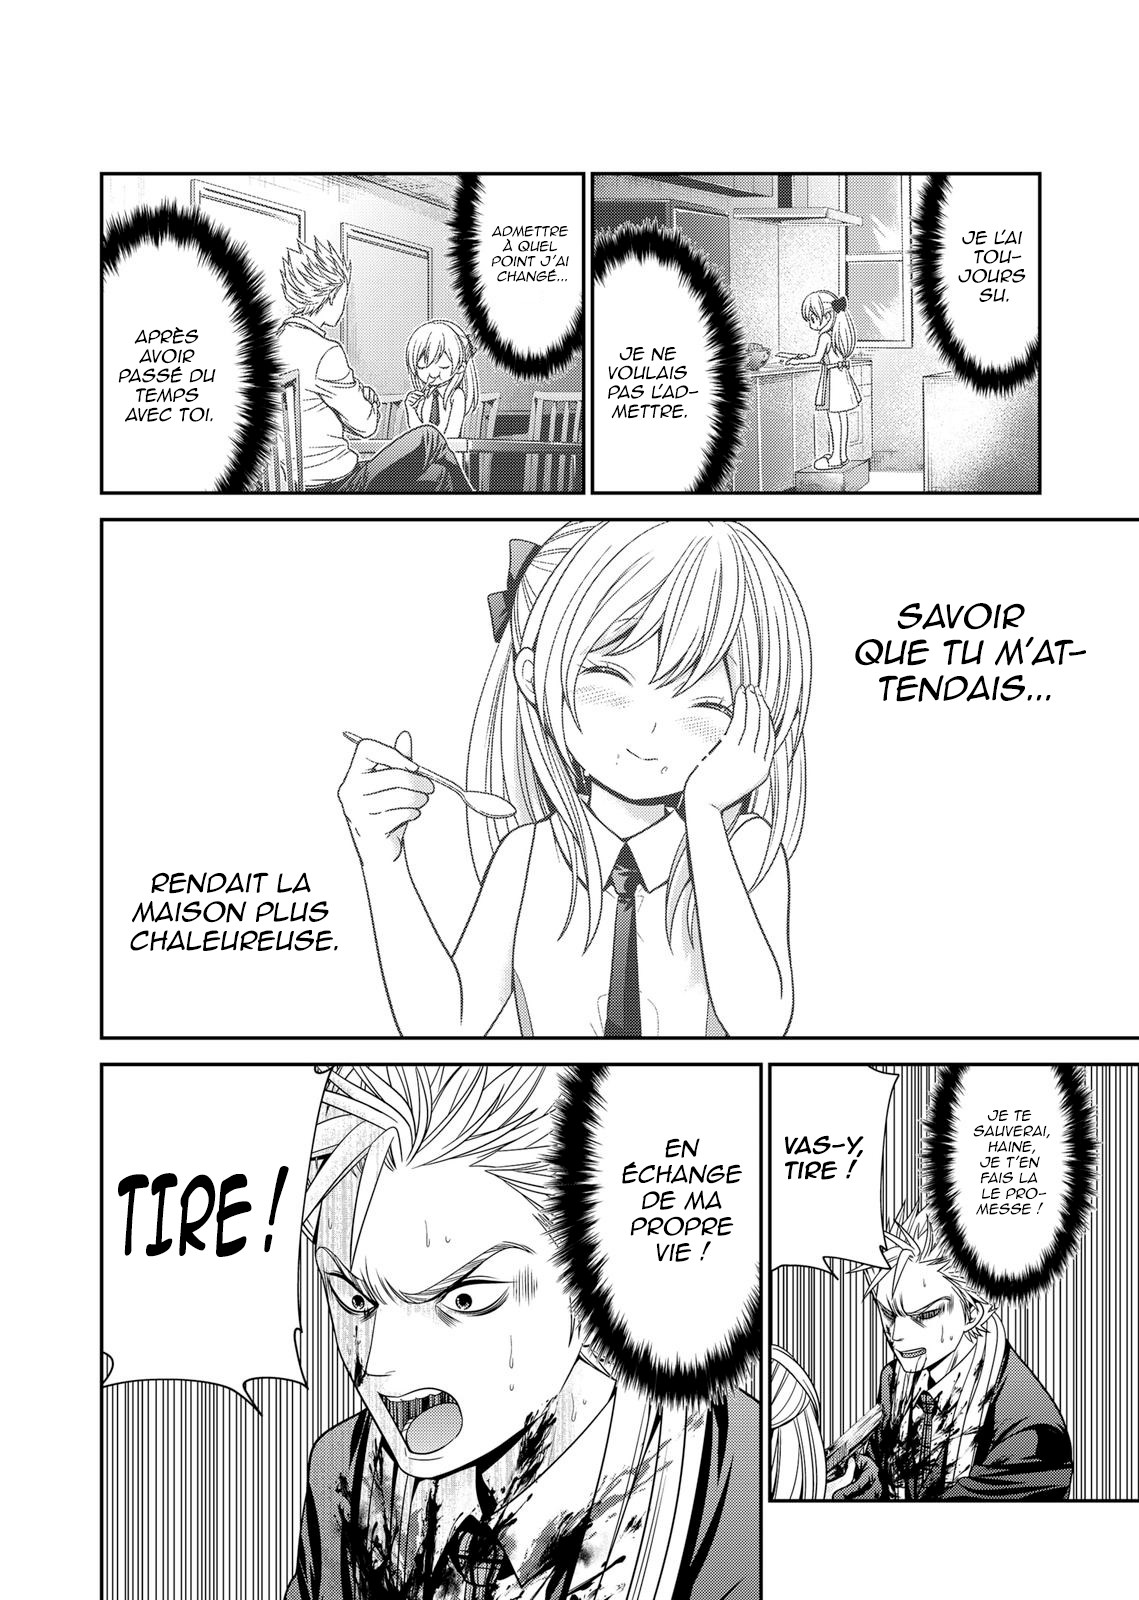 JE L'AI
TOU-
JOURS
SU.
JE NE
VOULAIS
PAS L'AD-
METTRE.
ADMETTRE
À QUEL
POINT J'AI
CHANGÉ...
APRÈS
AVOIR
PASSÉ DU
TEMPS
AVEC TOI.
SAVOIR
QUE TU M'AT-
TENDAIS...
RENDAIT LA
MAISON PLUS
CHALEUREUSE.
JE TE
SAUVERAI,
HAINE,
JE T'EN
FAIS LA
LE PRO-
MESSE !
VAS-Y,
TIRE !
EN
ÉCHANGE
DE MA
PROPRE
VIE !
TIRE !